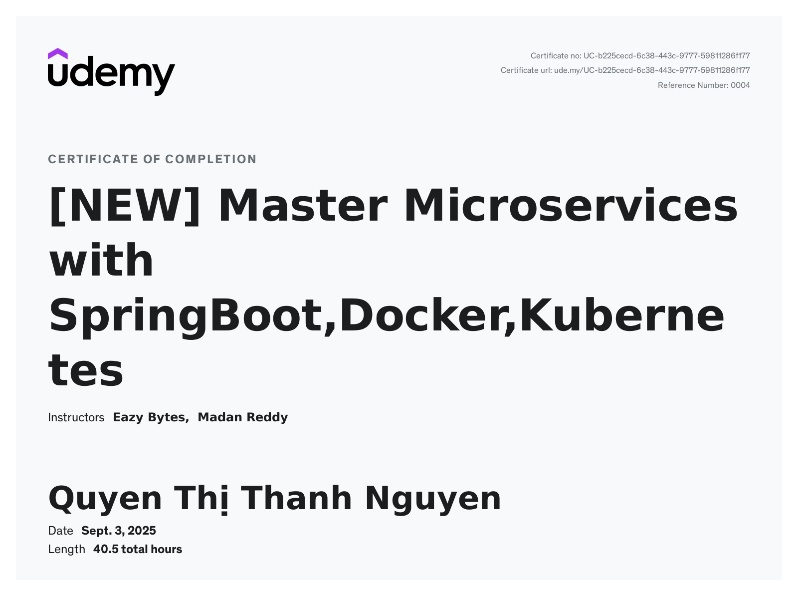 udemy
Certificate no: UC-b225cecd-6c38-443c-9777-59811286f177
Certificate url: ude.my/UC-b225cecd-6c38-443c-9777-59811286f177
Reference Number: 0004
CERTIFICATE OF COMPLETION
[NEW] Master Microservices
with
SpringBoot,Docker,Kuberne
tes
Instructors Eazy Bytes, Madan Reddy
Quyen Thị Thanh Nguyen
Date Sept. 3, 2025
Length 40.5 total hours